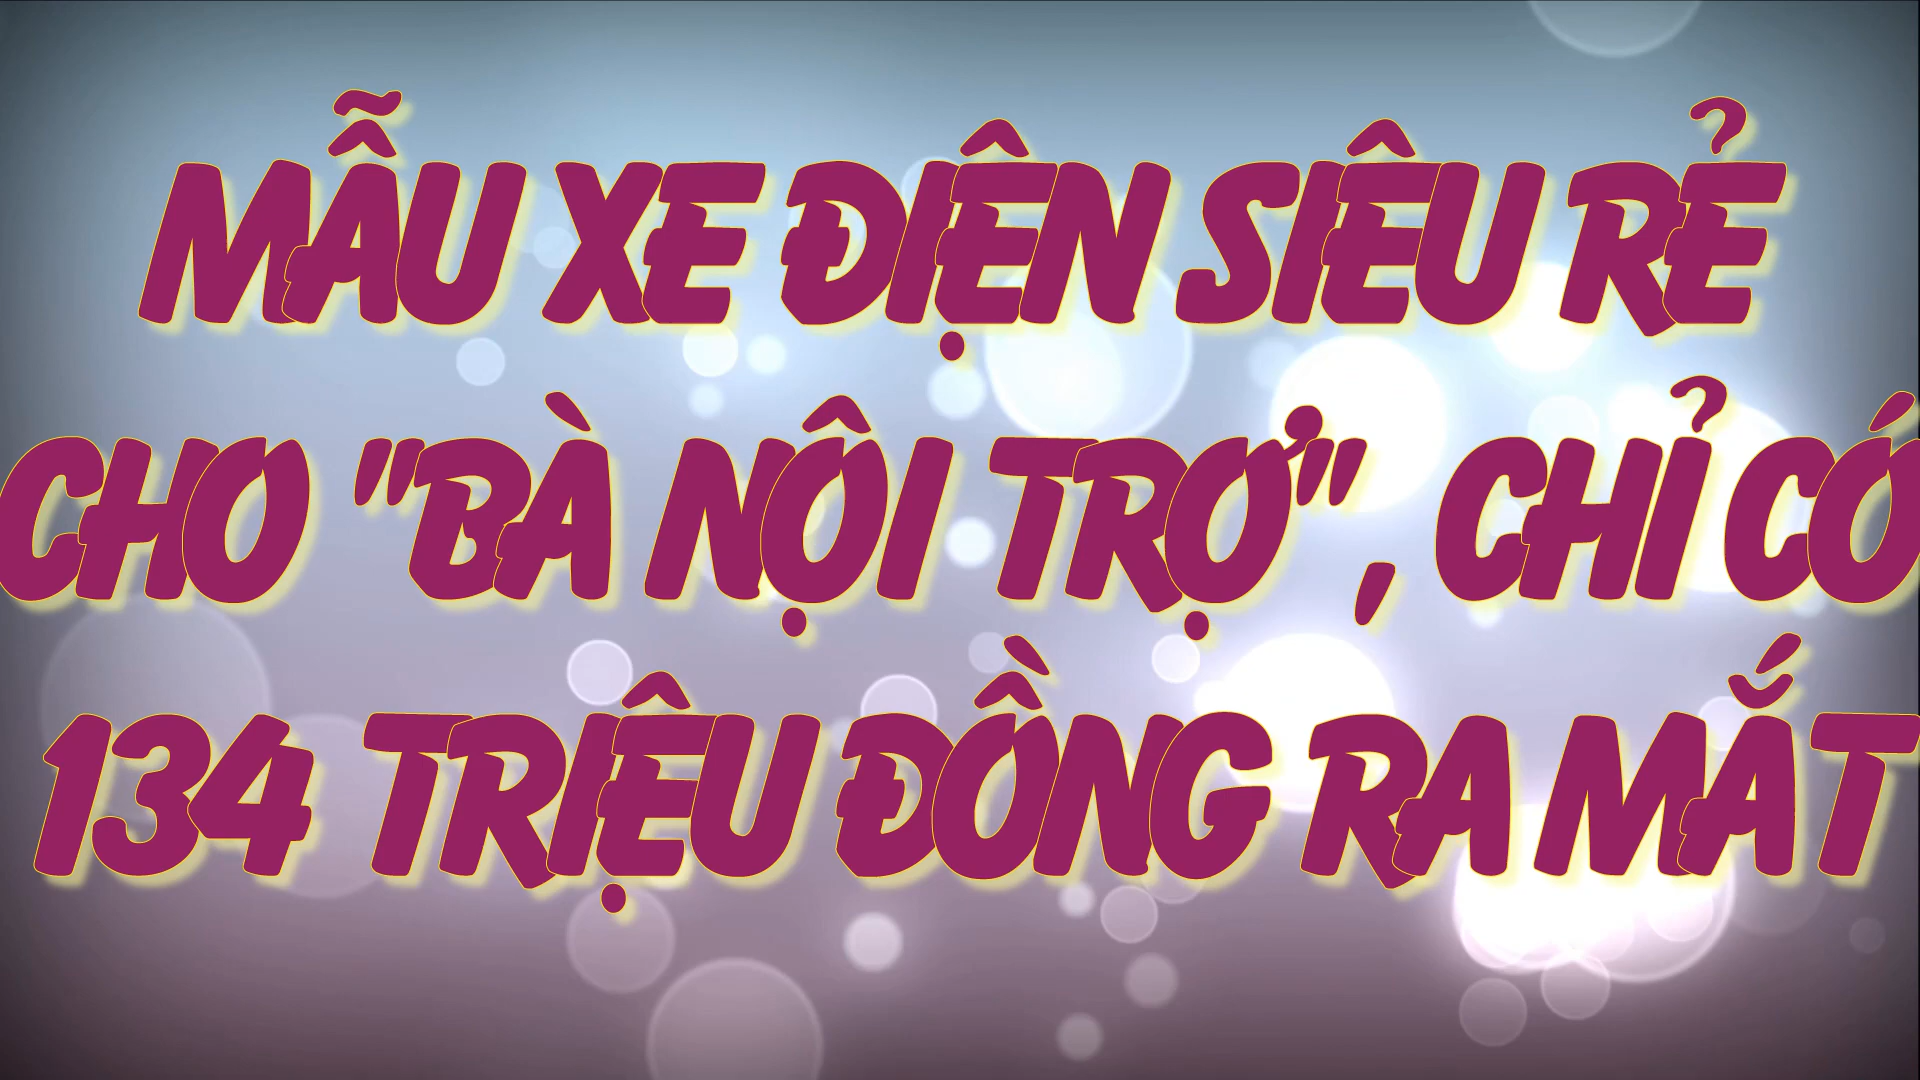 MẪU XE ĐIỆN SIÊU RẺ
CHO "BÀ NỘI TRỢ", CHỈ CÓ
134 TRIỆU ĐỒNG RA MẮT